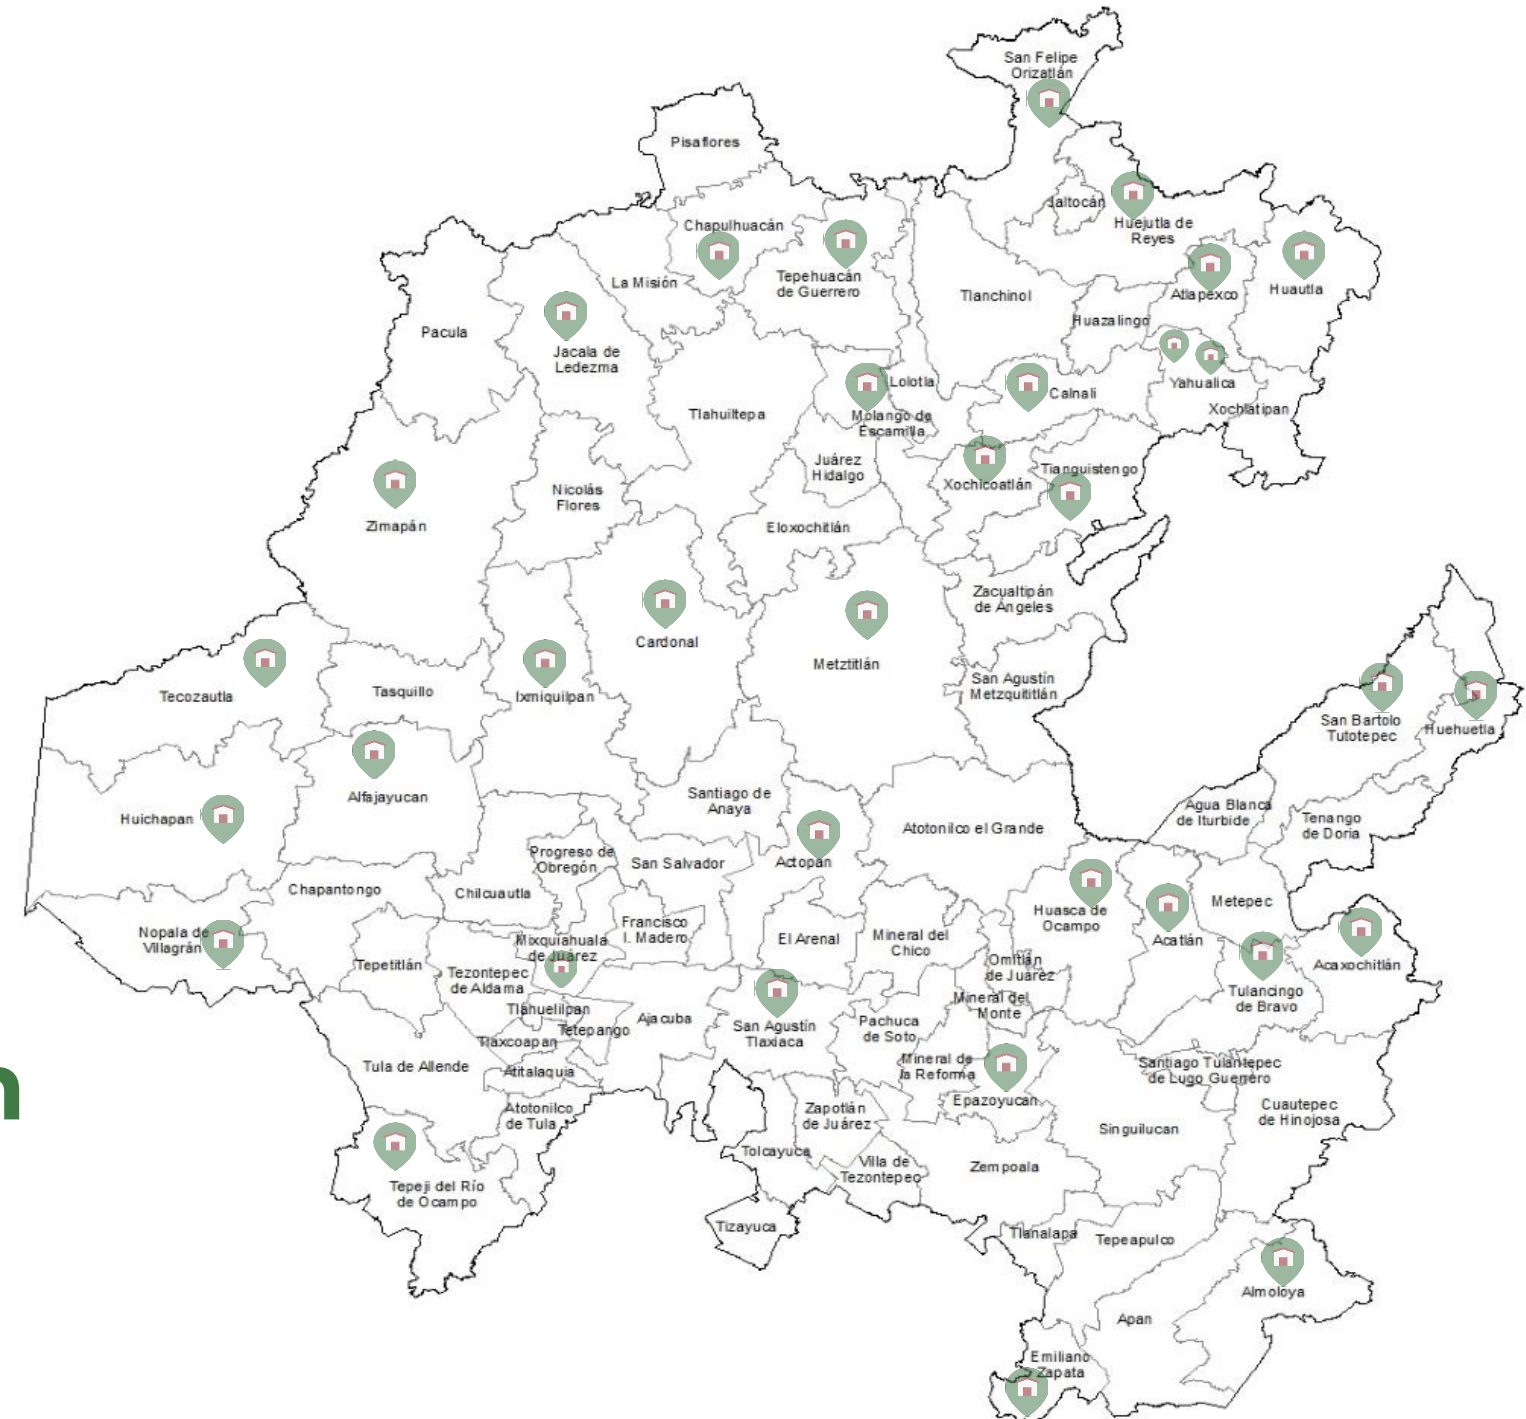 San Felipe
Orizatlán
Pisaflores
Jaltocán
Huejutla de
Reyes
Chapulhuacán
La Misión
Tepehuacán
de Guerrero
Tlanchinol
Atlapexco
Huautla
Huazalingo
Pacula
Jacala de
Ledezma
Lolotla
Calnali
Yahualica
Xochiatipan
Tlahuiltepa
Molango de
Escamilla
Juárez
Hidalgo
Xochicoatlán
Tianguistengo
Nicolás
Flores
Zimapán
Eloxochitlán
Zacualtipán
de Ángeles
Cardonal
Metztitlán
San Agustín
Metzquititlán
Tecozautla
Tasquillo
Ixmiquilpan
San Bartolo
Tutotepec
Huehuetla
Huichapan
Alfajayucan
Santiago de
Anaya
Atotonilco el Grande
Agua Blanca
de Iturbide
Tenango
de Doria
Progreso de
Obregón
San Salvador
Actopan
Chapantongo
Chilcuautla
Metepec
Huasca de
Ocampo
Acatlán
Nopala de
Villagrán
Francisco
I. Madero
El Arenal
Mineral del
Chico
Mixquiahuala
de Juárez
Tepetitlán
Tezontepec
de Aldama
Omitlán
de Juárez
Acaxochitlán
Tulancingo
de Bravo
Mineral del
Monte
Tlahuelilpan
Tetepango
Ajacuba
San Agustín
Tlaxiaca
Pachuca
de Soto
Tlaxcoapan
Tula de Allende
Atitalaquia
Mineral de
la Reforma
Santiago Tulantepec
de Lugo Guerrero
Epazoyucan
Atotonilco
de Tula
Zapotlán
de Juárez
Cuautepec
de Hinojosa
Singuilucan
Tolcayuca
Villa de
Tezontepec
Zempoala
Tepeji del Río
de Ocampo
Tizayuca
Tlanalapa
Tepeapulco
Almoloya
Apan
Emiliano
Zapata
n